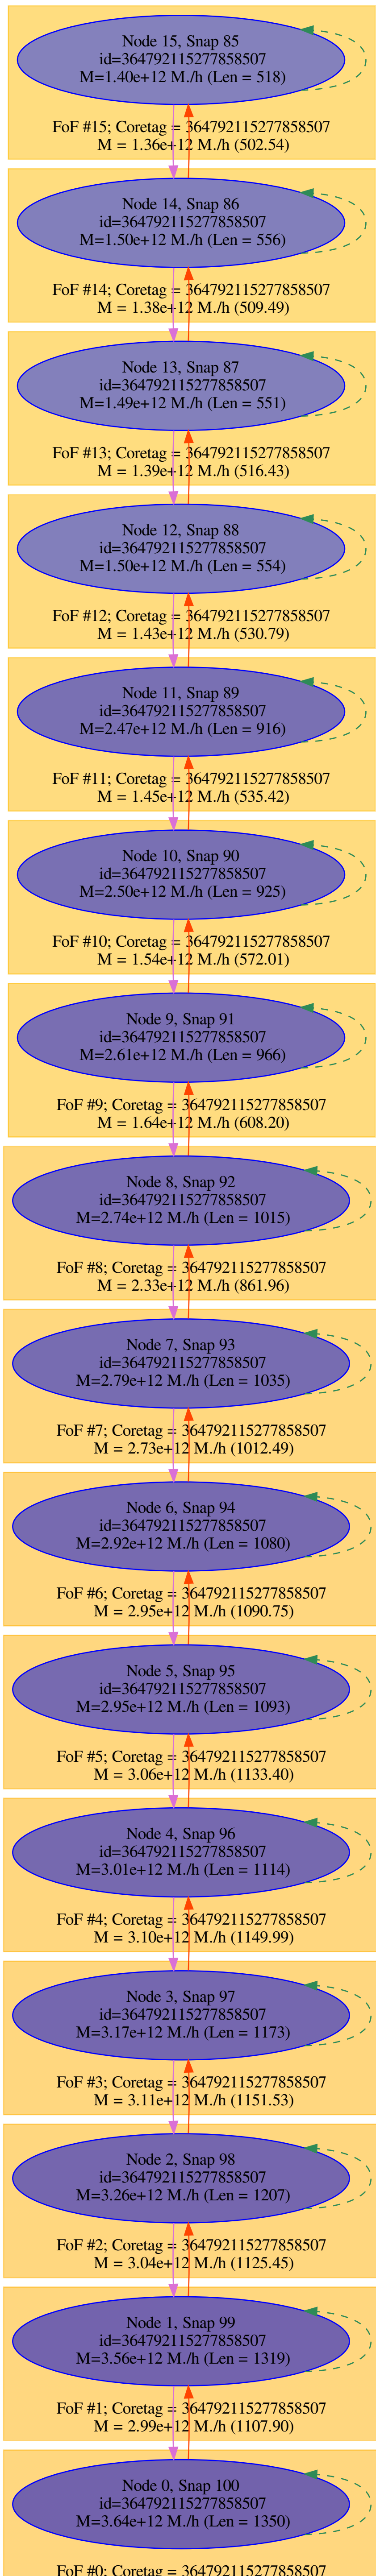 Node 15, Snap 85
id=364792115277858507
M=1.40e+12 M./h (Len = 518)
FoF #15; Coretag = 364792115277858507
M = 1.36e+12 M./h (502.54)
Node 14, Snap 86
id=364792115277858507
M=1.50e+12 M./h (Len = 556)
FoF #14; Coretag = 364792115277858507
M = 1.38e+12 M./h (509.49)
Node 13, Snap 87
id=364792115277858507
M=1.49e+12 M./h (Len = 551)
FoF #13; Coretag = 364792115277858507
M = 1.39e+12 M./h (516.43)
Node 12, Snap 88
id=364792115277858507
M=1.50e+12 M./h (Len = 554)
FoF #12; Coretag = 364792115277858507
M = 1.43e+12 M./h (530.79)
Node 11, Snap 89
id=364792115277858507
M=2.47e+12 M./h (Len = 916)
FoF #11; Coretag = 364792115277858507
M = 1.45e+12 M./h (535.42)
Node 10, Snap 90
id=364792115277858507
M=2.50e+12 M./h (Len = 925)
FoF #10; Coretag = 364792115277858507
M = 1.54e+12 M./h (572.01)
Node 9, Snap 91
id=364792115277858507
M=2.61e+12 M./h (Len = 966)
FoF #9; Coretag = 364792115277858507
M = 1.64e+12 M./h (608.20)
Node 8, Snap 92
id=364792115277858507
M=2.74e+12 M./h (Len = 1015)
FoF #8; Coretag = 364792115277858507
M = 2.33e+12 M./h (861.96)
Node 7, Snap 93
id=364792115277858507
M=2.79e+12 M./h (Len = 1035)
FoF #7; Coretag = 364792115277858507
M = 2.73e+12 M./h (1012.49)
Node 6, Snap 94
id=364792115277858507
M=2.92e+12 M./h (Len = 1080)
FoF #6; Coretag = 364792115277858507
M = 2.95e+12 M./h (1090.75)
Node 5, Snap 95
id=364792115277858507
M=2.95e+12 M./h (Len = 1093)
FoF #5; Coretag = 364792115277858507
M = 3.06e+12 M./h (1133.40)
Node 4, Snap 96
id=364792115277858507
M=3.01e+12 M./h (Len = 1114)
FoF #4; Coretag = 364792115277858507
M = 3.10e+12 M./h (1149.99)
Node 3, Snap 97
id=364792115277858507
M=3.17e+12 M./h (Len = 1173)
FoF #3; Coretag = 364792115277858507
M = 3.11e+12 M./h (1151.53)
Node 2, Snap 98
id=364792115277858507
M=3.26e+12 M./h (Len = 1207)
FoF #2; Coretag = 364792115277858507
M = 3.04e+12 M./h (1125.45)
Node 1, Snap 99
id=364792115277858507
M=3.56e+12 M./h (Len = 1319)
FoF #1; Coretag = 364792115277858507
M = 2.99e+12 M./h (1107.90)
Node 0, Snap 100
id=364792115277858507
M=3.64e+12 M./h (Len = 1350)
FoF #0; Coretag = 364792115277858507